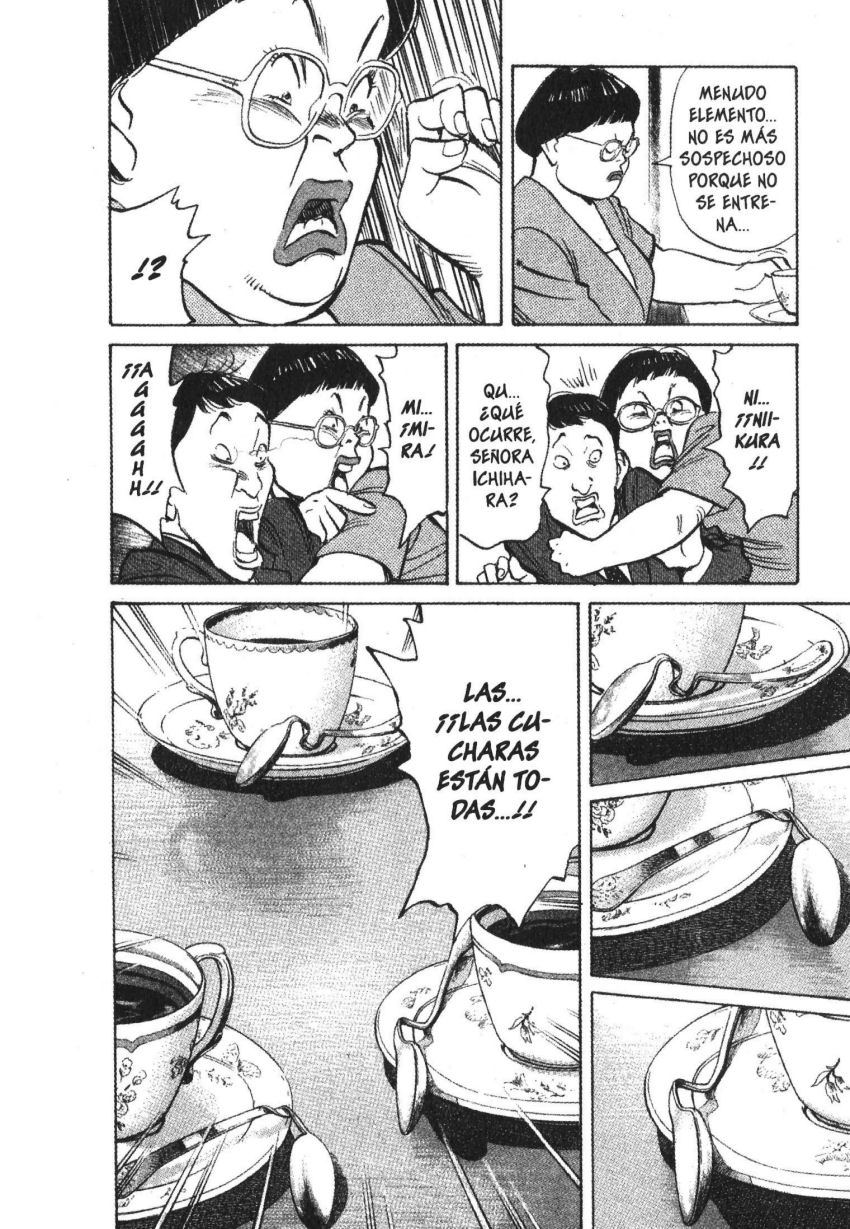 MENUDO
ELEMENTO...
NO ES MÁS
SOSPECHOSO
PORQUE NO
SE ENTRE-
NA...
!?
NI...
¡¡NII-
KURA
!!
QU...
¿QUÉ
OCURRE,
SEÑORA
ICHIHA-
RA?
MI...
¡MI-
RA!
¡¡A
G
G
G
G
H
H!!
LAS...
¡¡LAS CU-
CHARAS
ESTÁN TO-
DAS...!!